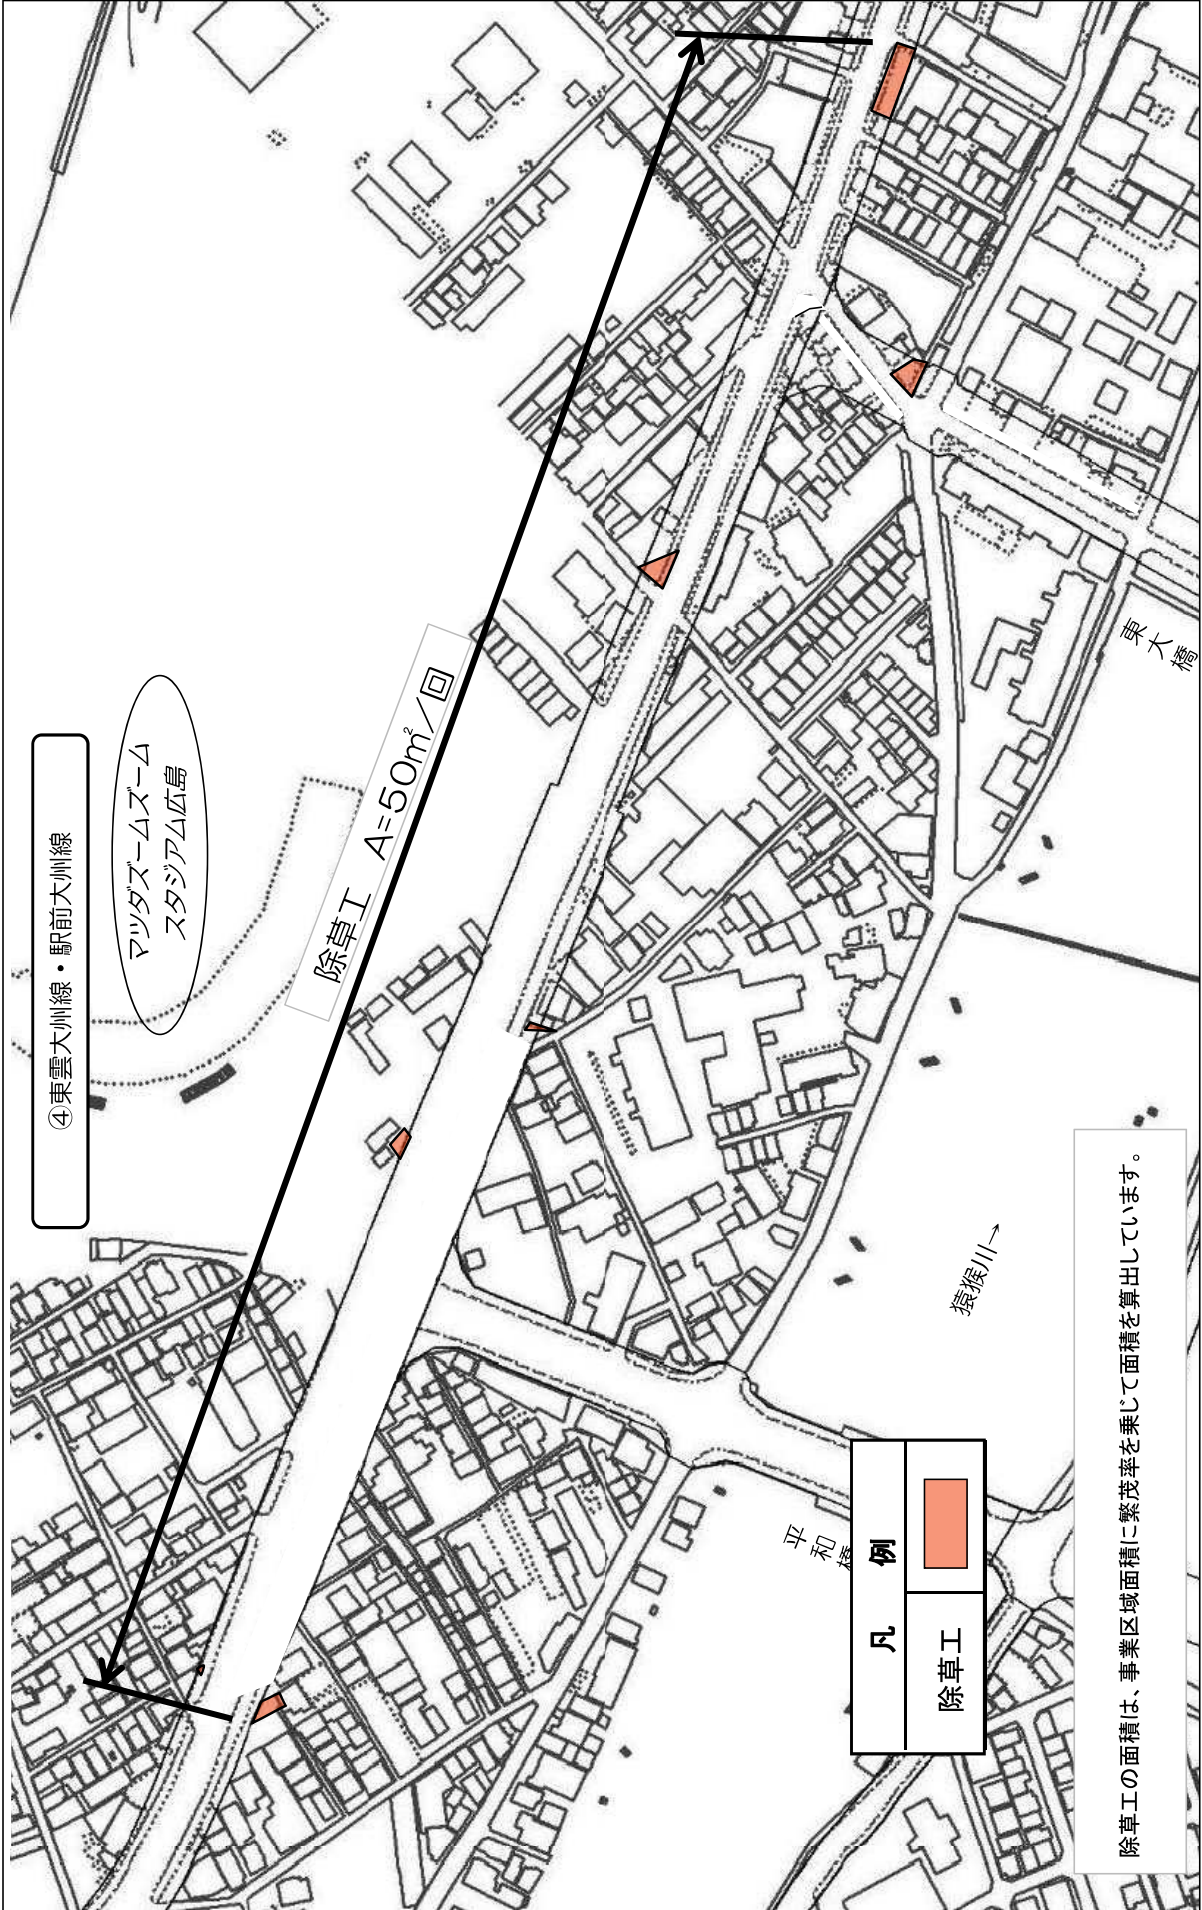 ④東雲大州線・駅前大州線
マツダズームズーム
スタジアム広島
除草工 A=50㎡/回
東大橋
猿猴川→
平和橋
凡 例
除草工
除草工の面積は、事業区域面積に繁茂率を乗じて面積を算出しています。